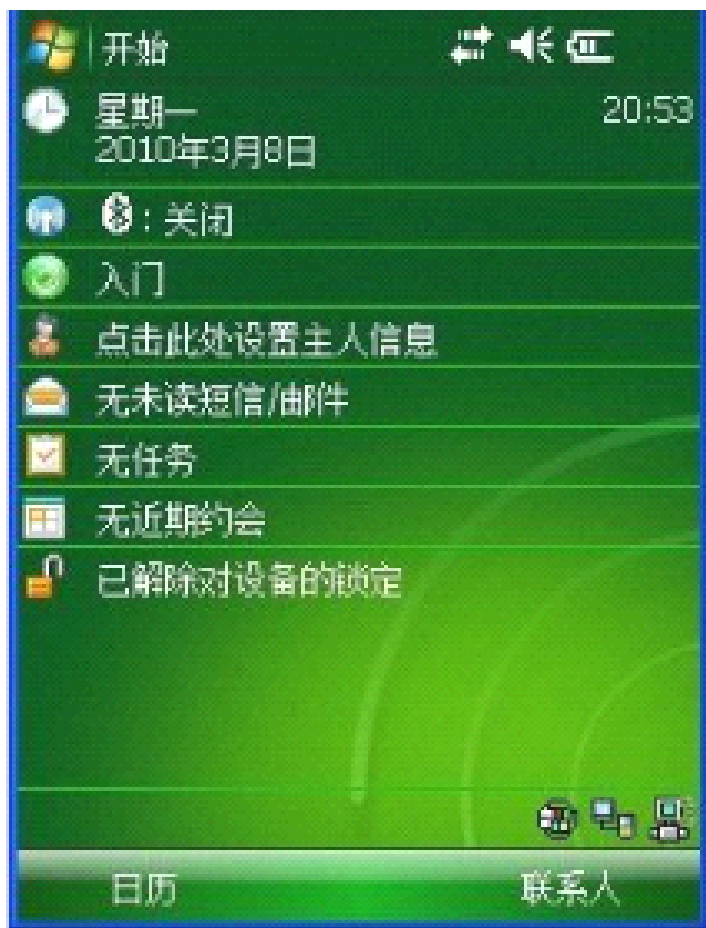 开始
星期一 20:53
2010年3月8日
: 关闭
入门
点击此处设置主人信息
无未读短信/邮件
无任务
无近期约会
已解除对设备的锁定
日历 联系人